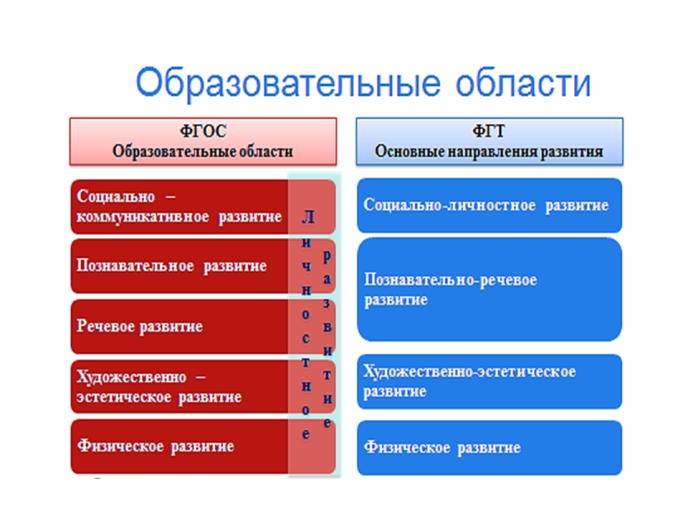 Образовательные области
ФГОС
Образовательные области
Социально –
коммуникативное развитие
Познавательное развитие
Речевое развитие
Художественно –
эстетическое развитие
Физическое развитие
Личностное
развитие
ФГТ
Основные направления развития
Социально-личностное развитие
Познавательно-речевое
развитие
Художественно-эстетическое
развитие
Физическое развитие